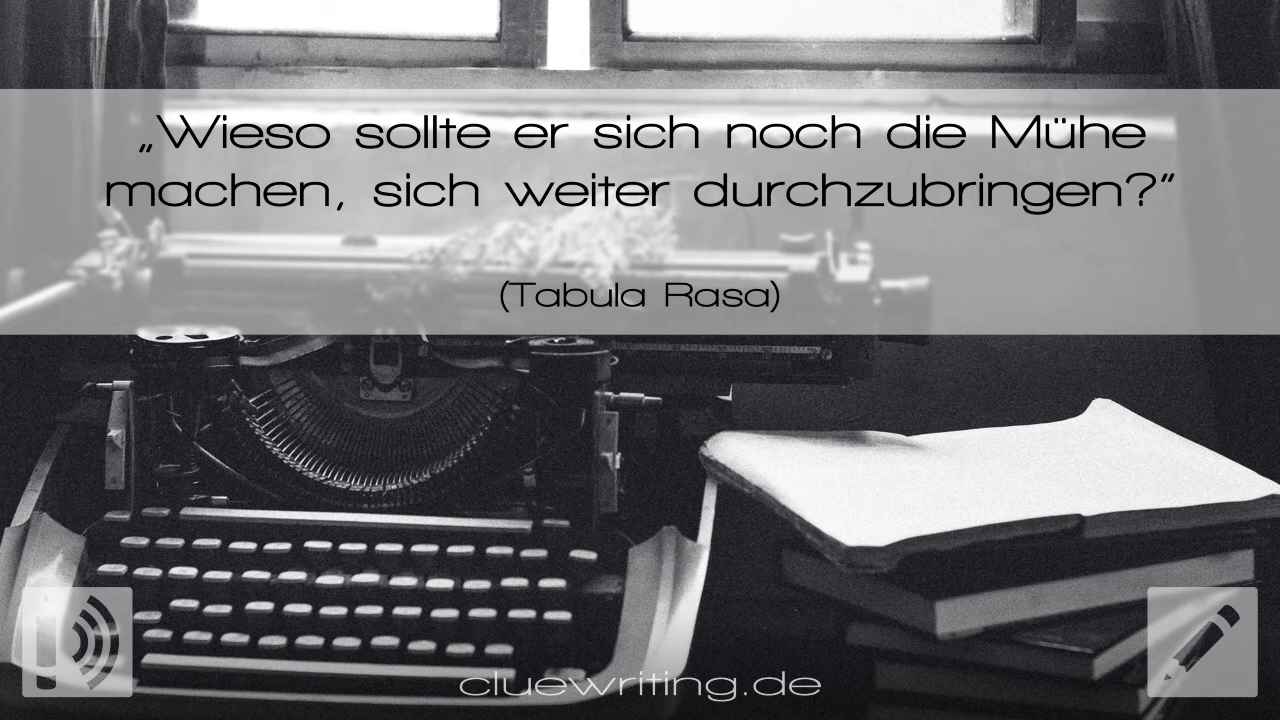 „Wieso sollte er sich noch die Mühe
machen, sich weiter durchzubringen?”
(Tabula Rasa)
cluewriting.de